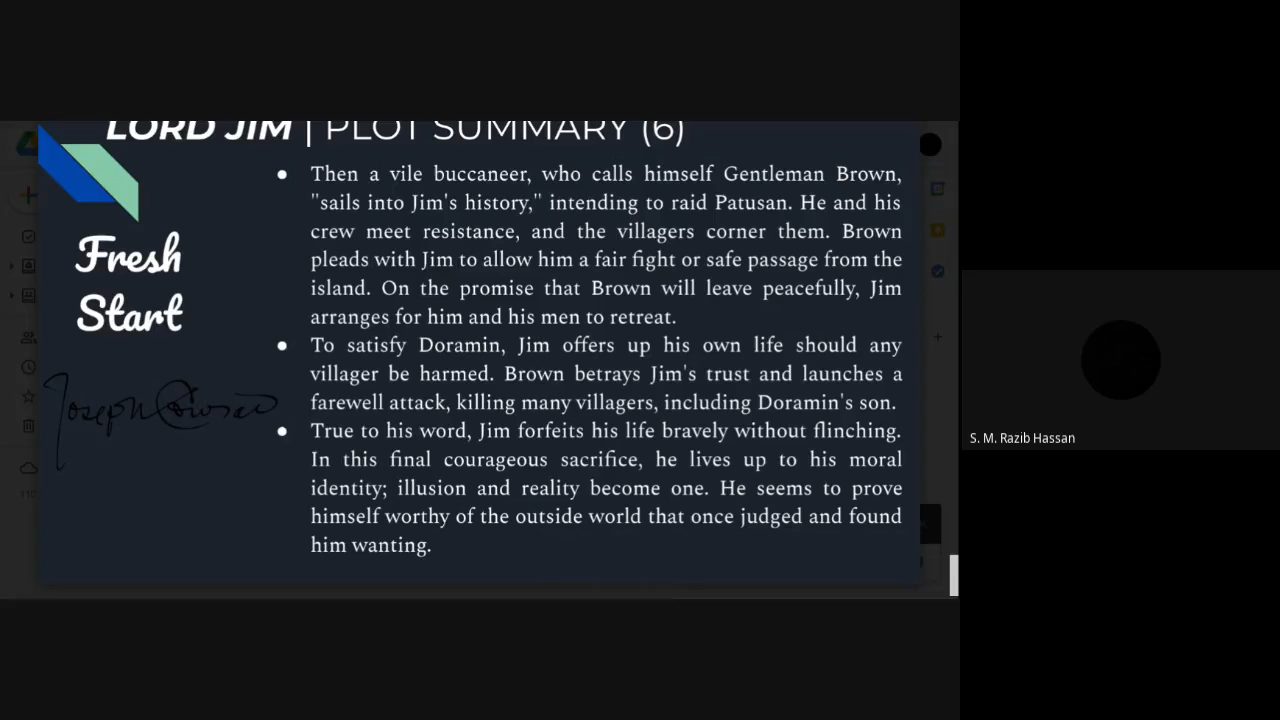 LORD JIM | PLOT SUMMARY (6)
Fresh
Start
Joseph Conrad
● Then a vile buccaneer, who calls himself Gentleman Brown,
"sails into Jim's history," intending to raid Patusan. He and his
crew meet resistance, and the villagers corner them. Brown
pleads with Jim to allow him a fair fight or safe passage from the
island. On the promise that Brown will leave peacefully, Jim
arranges for him and his men to retreat.
● To satisfy Doramin, Jim offers up his own life should any
villager be harmed. Brown betrays Jim's trust and launches a
farewell attack, killing many villagers, including Doramin's son.
● True to his word, Jim forfeits his life bravely without flinching.
In this final courageous sacrifice, he lives up to his moral
identity; illusion and reality become one. He seems to prove
himself worthy of the outside world that once judged and found
him wanting.
S. M. Razib Hassan